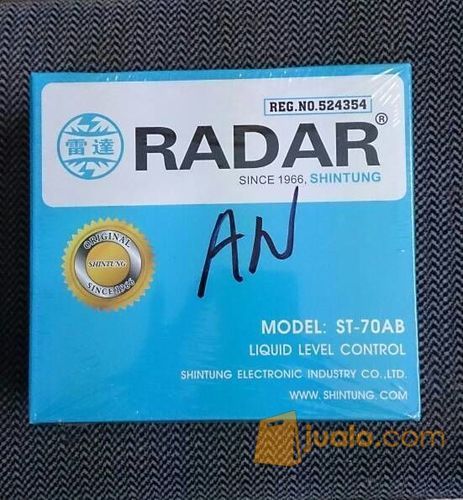 REG.NO.524354
雷達
RADAR®
SINCE 1966, SHINTUNG
AN
ORIGINAL
SHINTUNG
SINCE 1966
MODEL: ST-70AB
LIQUID LEVEL CONTROL
SHINTUNG ELECTRONIC INDUSTRY CO.,LTD.
WWW.SHINTUNG.COM
jualo.com